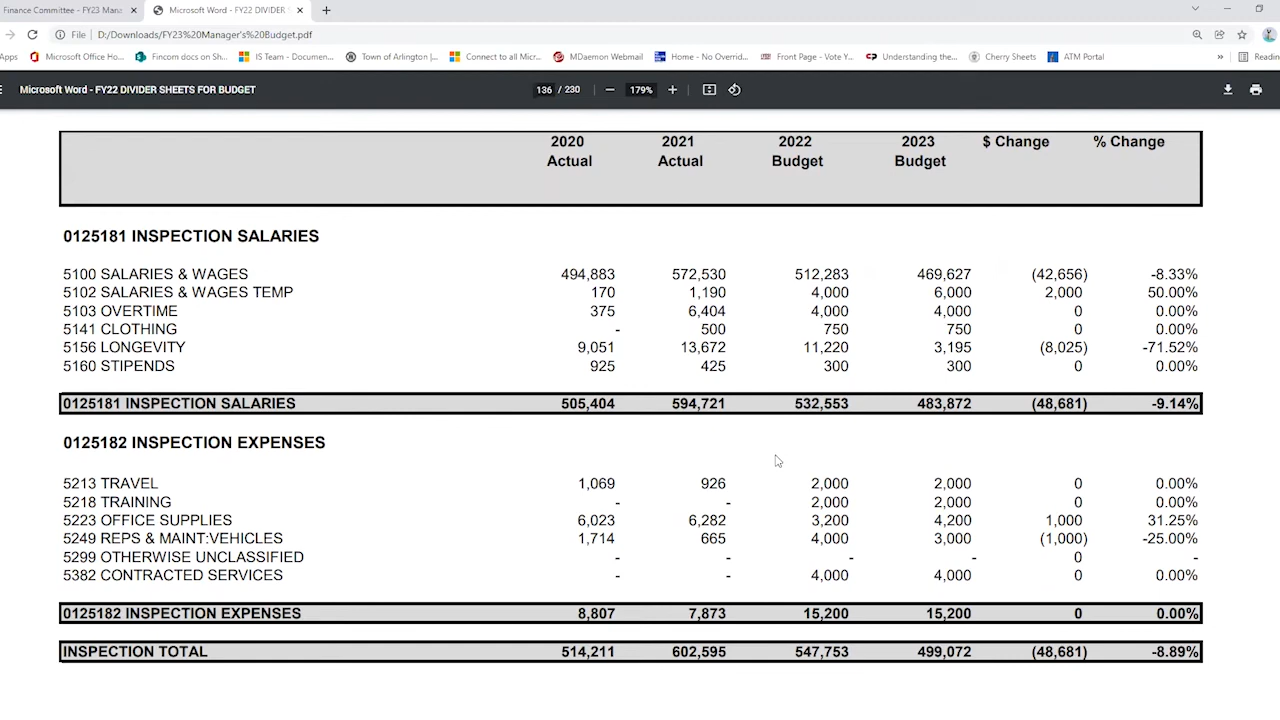 Finance Committee - FY23 Mana
Microsoft Word - FY22 DIVIDER
File D:/Downloads/FY23%20Manager's%20Budget.pdf
Apps Microsoft Office Ho... Fincom docs on Sh... IS Team - Documen... Town of Arlington |... Connect to all Micr... MDaemon Webmail Home - No Overrid... Front Page - Vote Y... Understanding the... Cherry Sheets ATM Portal » Readin
Microsoft Word - FY22 DIVIDER SHEETS FOR BUDGET 136 / 230 179%
2020 2021 2022 2023 $ Change % Change
Actual Actual Budget Budget
0125181 INSPECTION SALARIES
5100 SALARIES & WAGES 494,883 572,530 512,283 469,627 (42,656) -8.33%
5102 SALARIES & WAGES TEMP 170 1,190 4,000 6,000 2,000 50.00%
5103 OVERTIME 375 6,404 4,000 4,000 0 0.00%
5141 CLOTHING - 500 750 750 0 0.00%
5156 LONGEVITY 9,051 13,672 11,220 3,195 (8,025) -71.52%
5160 STIPENDS 925 425 300 300 0 0.00%
0125181 INSPECTION SALARIES 505,404 594,721 532,553 483,872 (48,681) -9.14%
0125182 INSPECTION EXPENSES
5213 TRAVEL 1,069 926 2,000 2,000 0 0.00%
5218 TRAINING - - 2,000 2,000 0 0.00%
5223 OFFICE SUPPLIES 6,023 6,282 3,200 4,200 1,000 31.25%
5249 REPS & MAINT:VEHICLES 1,714 665 4,000 3,000 (1,000) -25.00%
5299 OTHERWISE UNCLASSIFIED - - - - 0 -
5382 CONTRACTED SERVICES - - 4,000 4,000 0 0.00%
0125182 INSPECTION EXPENSES 8,807 7,873 15,200 15,200 0 0.00%
INSPECTION TOTAL 514,211 602,595 547,753 499,072 (48,681) -8.89%